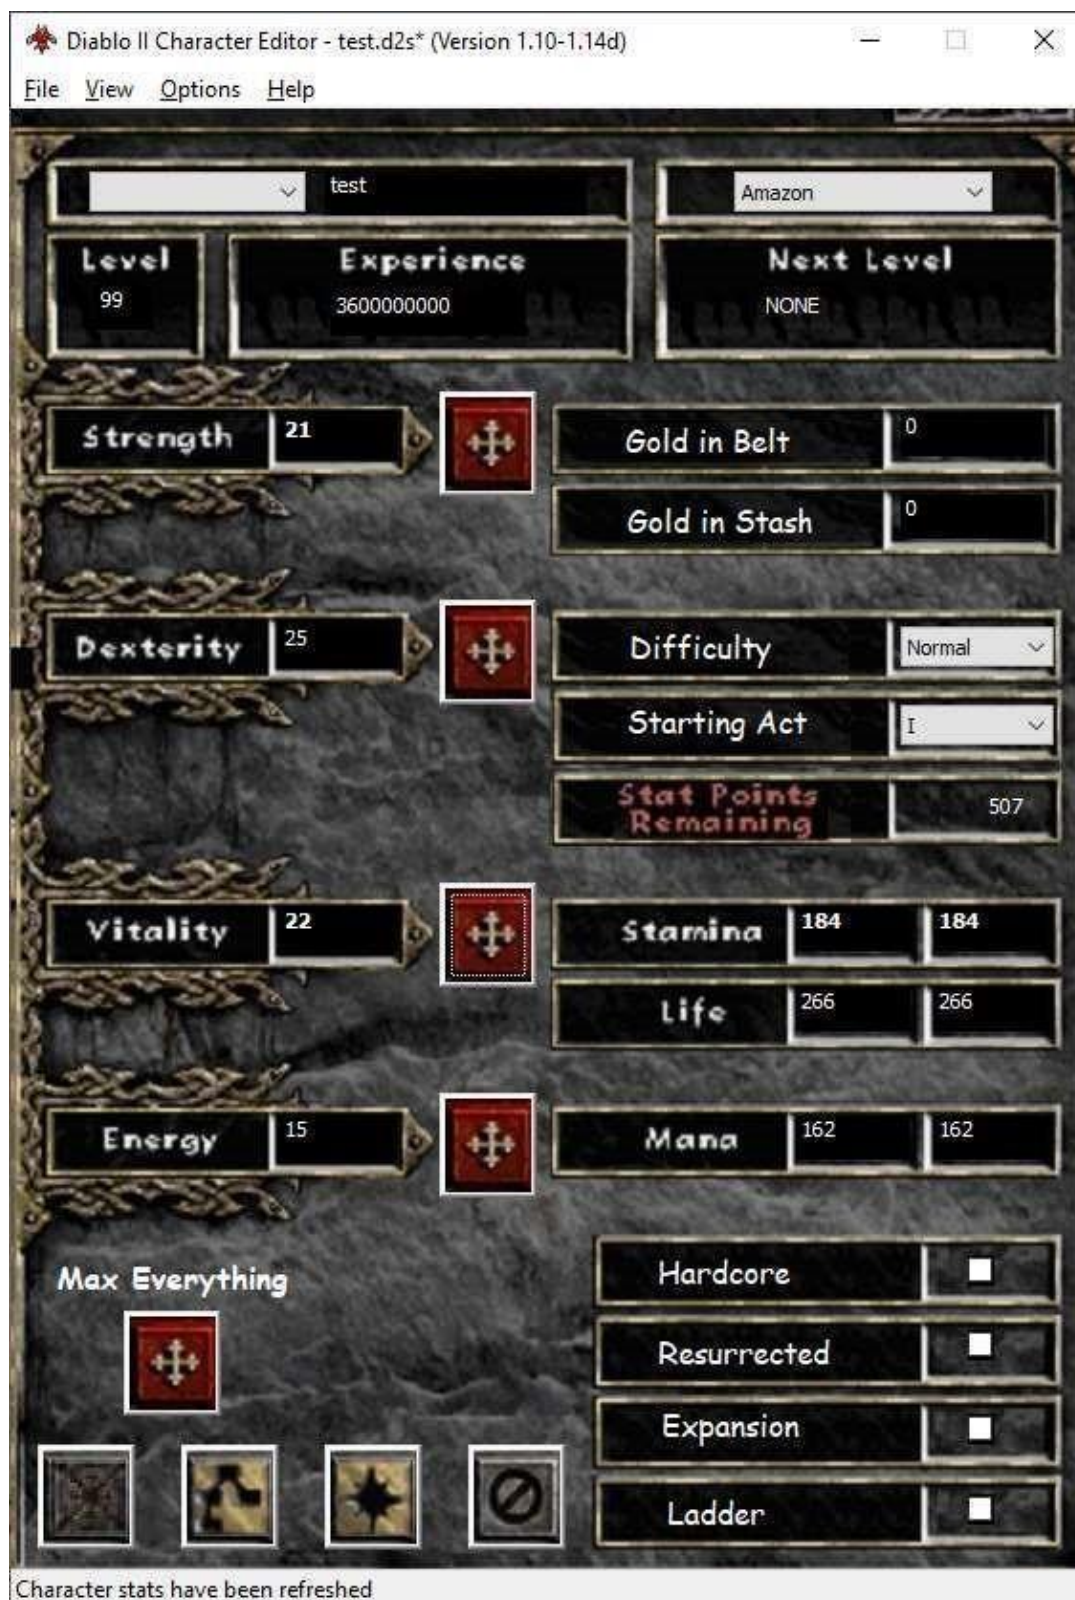 Diablo II Character Editor - test.d2s* (Version 1.10-1.14d)
File View Options Help
test
Amazon
Level
Experience
Next Level
99
3600000000
NONE
Strength 21
Gold in Belt 0
Gold in Stash 0
Dexterity 25
Difficulty Normal
Starting Act I
Stat Points
Remaining
507
Vitality 22
Stamina 184 184
Life 266 266
Energy 15
Mana 162 162
Max Everything
Hardcore
Resurrected
Expansion
Ladder
Character stats have been refreshed